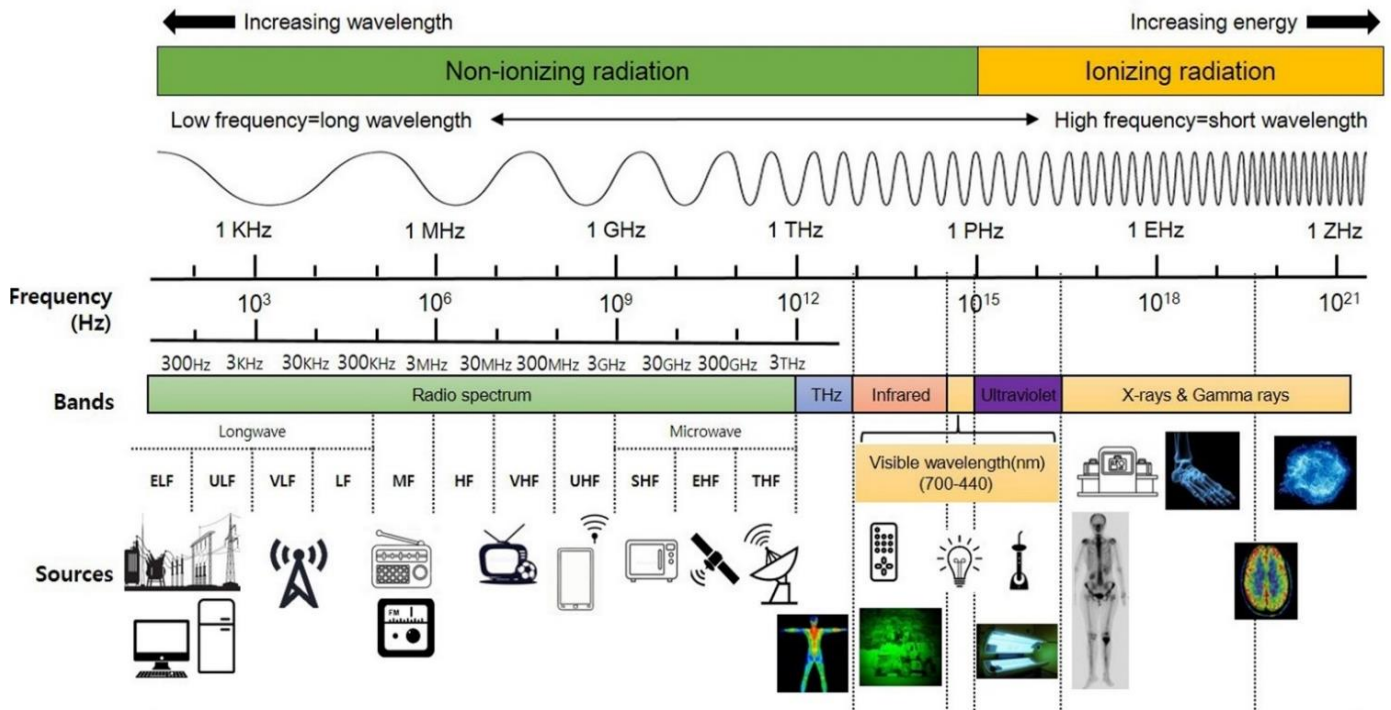 Increasing wavelength Increasing energy
Non-ionizing radiation Ionizing radiation
Low frequency=long wavelength High frequency=short wavelength
1 KHz 1 MHz 1 GHz 1 THz 1 PHz 1 EHz 1 ZHz
Frequency
(Hz)
10³ 10⁶ 10⁹ 10¹² 10¹⁵ 10¹⁸ 10²¹
300Hz 3KHz 30KHz 300KHz 3MHz 30MHz 300MHz 3GHz 30GHz 300GHz 3THz
Bands Radio spectrum THz Infrared Ultraviolet X-rays & Gamma rays
Longwave Microwave
Visible wavelength(nm)
(700-440)
ELF ULF VLF LF MF HF VHF UHF SHF EHF THF
Sources
FM